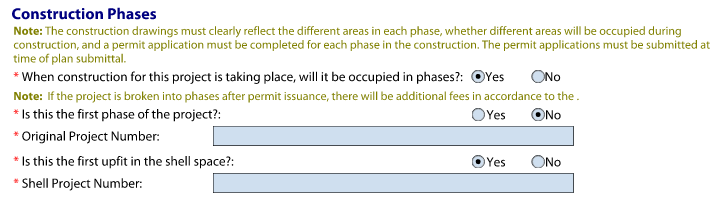 Construction Phases
Note: The construction drawings must clearly reflect the different areas in each phase, whether different areas will be occupied during
construction, and a permit application must be completed for each phase in the construction. The permit applications must be submitted at
time of plan submittal.
* When construction for this project is taking place, will it be occupied in phases?: Yes No
Note: If the project is broken into phases after permit issuance, there will be additional fees in accordance to the .
* Is this the first phase of the project?: Yes No
* Original Project Number:
* Is this the first upfit in the shell space?: Yes No
* Shell Project Number: